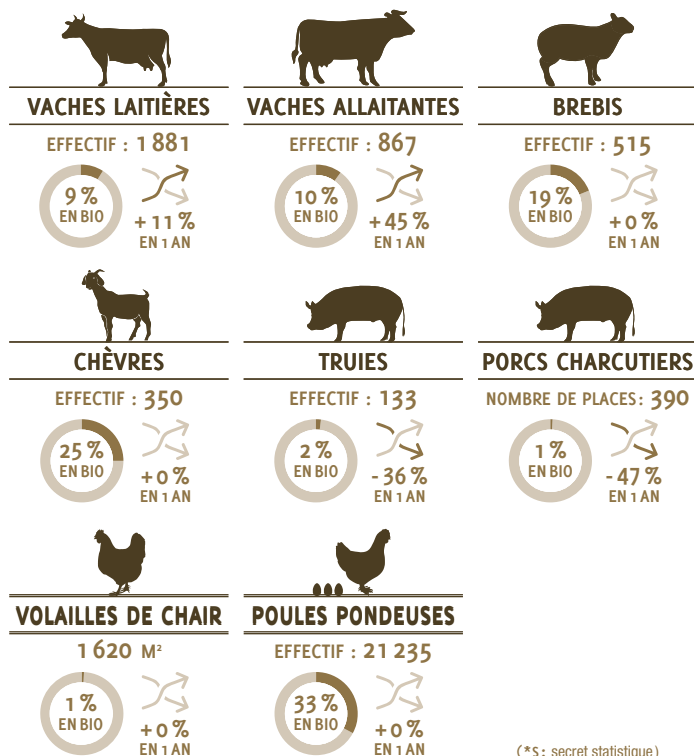 VACHES LAITIÈRES
EFFECTIF : 1 881
9 %
EN BIO
+ 11 %
EN 1 AN
VACHES ALLAITANTES
EFFECTIF : 867
10 %
EN BIO
+ 45 %
EN 1 AN
BREBIS
EFFECTIF : 515
19 %
EN BIO
+ 0 %
EN 1 AN
CHÈVRES
EFFECTIF : 350
25 %
EN BIO
+ 0 %
EN 1 AN
TRUIES
EFFECTIF : 133
2 %
EN BIO
- 36 %
EN 1 AN
PORCS CHARCUTIERS
NOMBRE DE PLACES : 390
1 %
EN BIO
- 47 %
EN 1 AN
VOLAILLES DE CHAIR
1 620 M²
1 %
EN BIO
+ 0 %
EN 1 AN
POULES PONDEUSES
EFFECTIF : 21 235
33 %
EN BIO
+ 0 %
EN 1 AN
(*S : secret statistique)